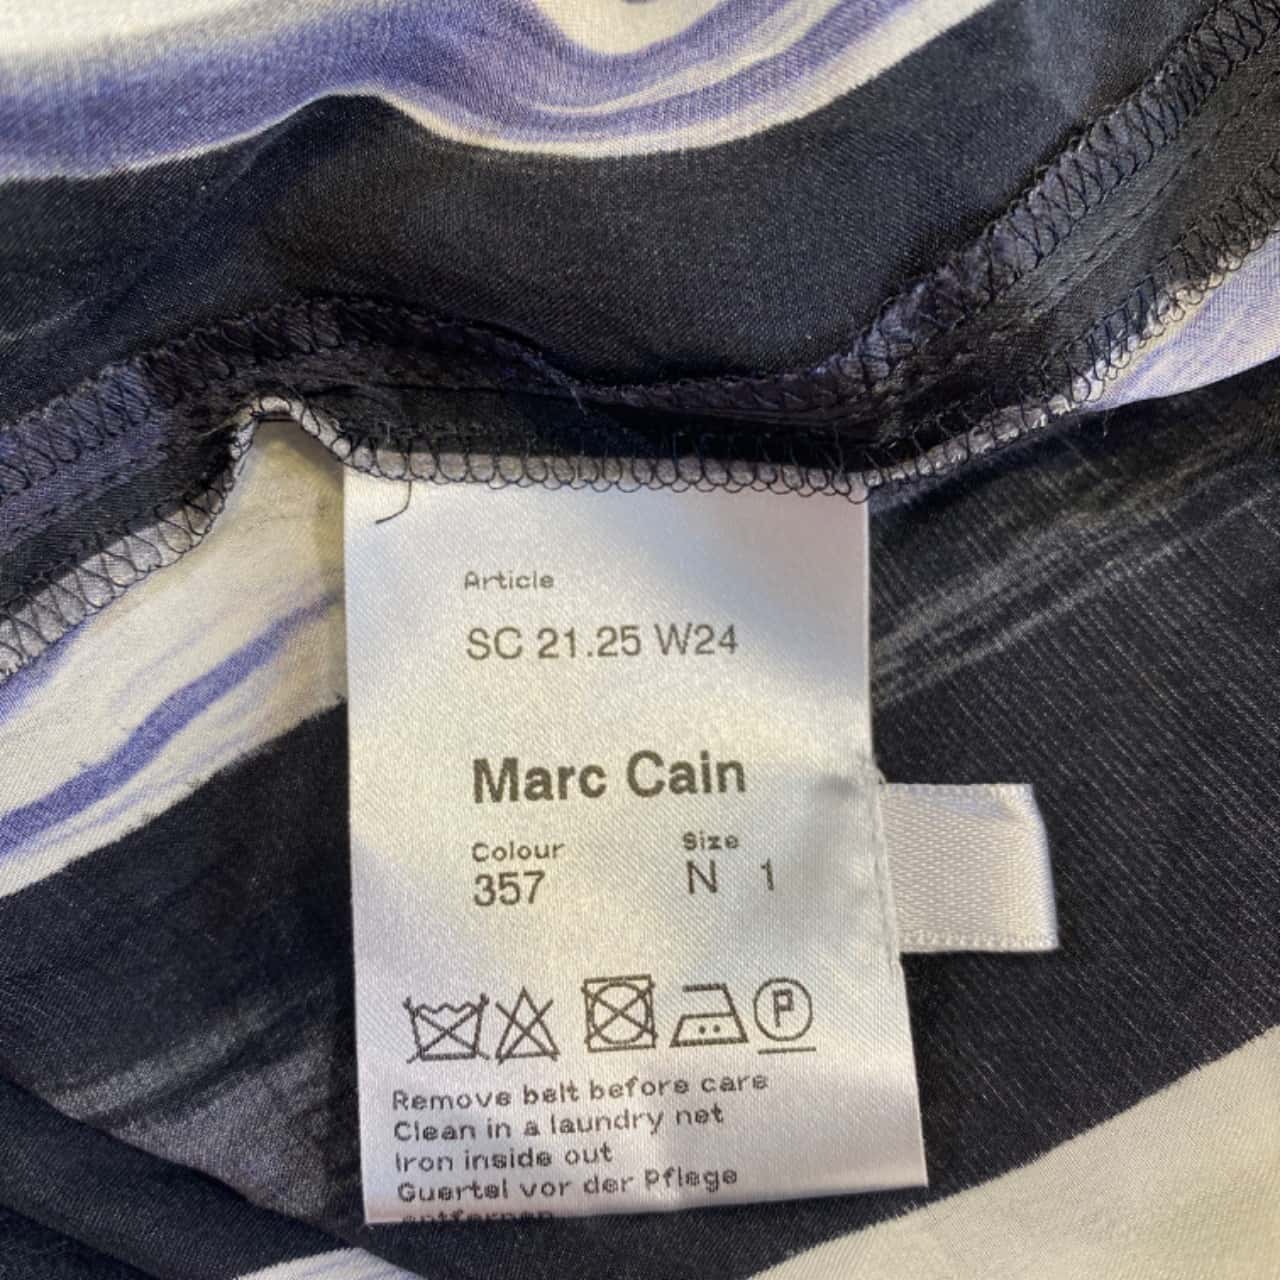 Article
SC 21.25 W24
Marc Cain
Colour Size
357 N 1
P
Remove belt before care
Clean in a laundry net
Iron inside out
Guertel vor der Pflege
entfernen